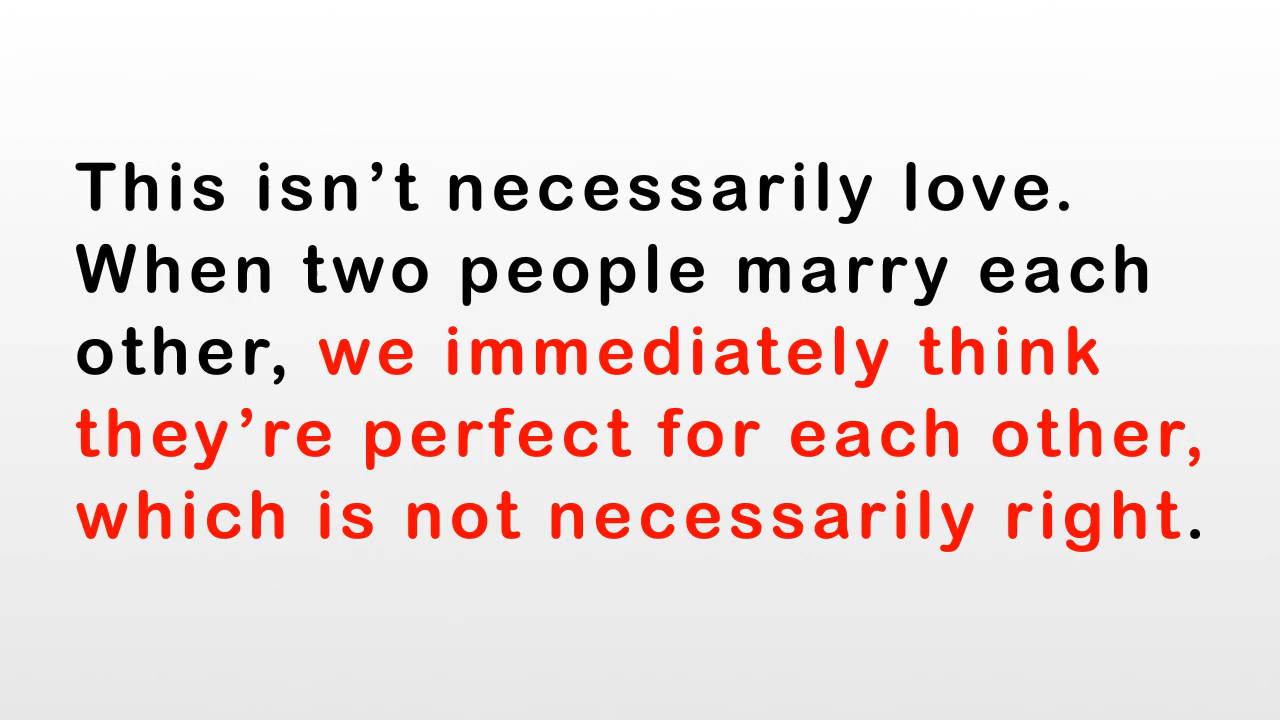 This isn’t necessarily love.
When two people marry each
other, we immediately think
they’re perfect for each other,
which is not necessarily right.